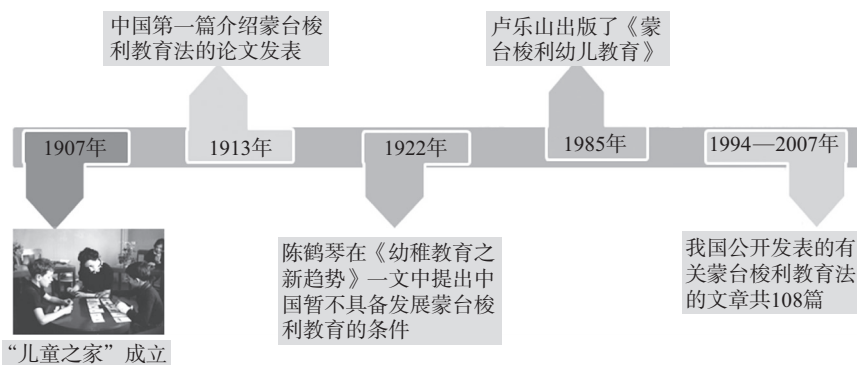 中国第一篇介绍蒙台梭
利教育法的论文发表
卢乐山出版了《蒙
台梭利幼儿教育》
1907年
1913年
1922年
1985年
1994—2007年
“儿童之家”成立
陈鹤琴在《幼稚教育之
新趋势》一文中提出中
国暂不具备发展蒙台梭
利教育的条件
我国公开发表的有
关蒙台梭利教育法
的文章共108篇